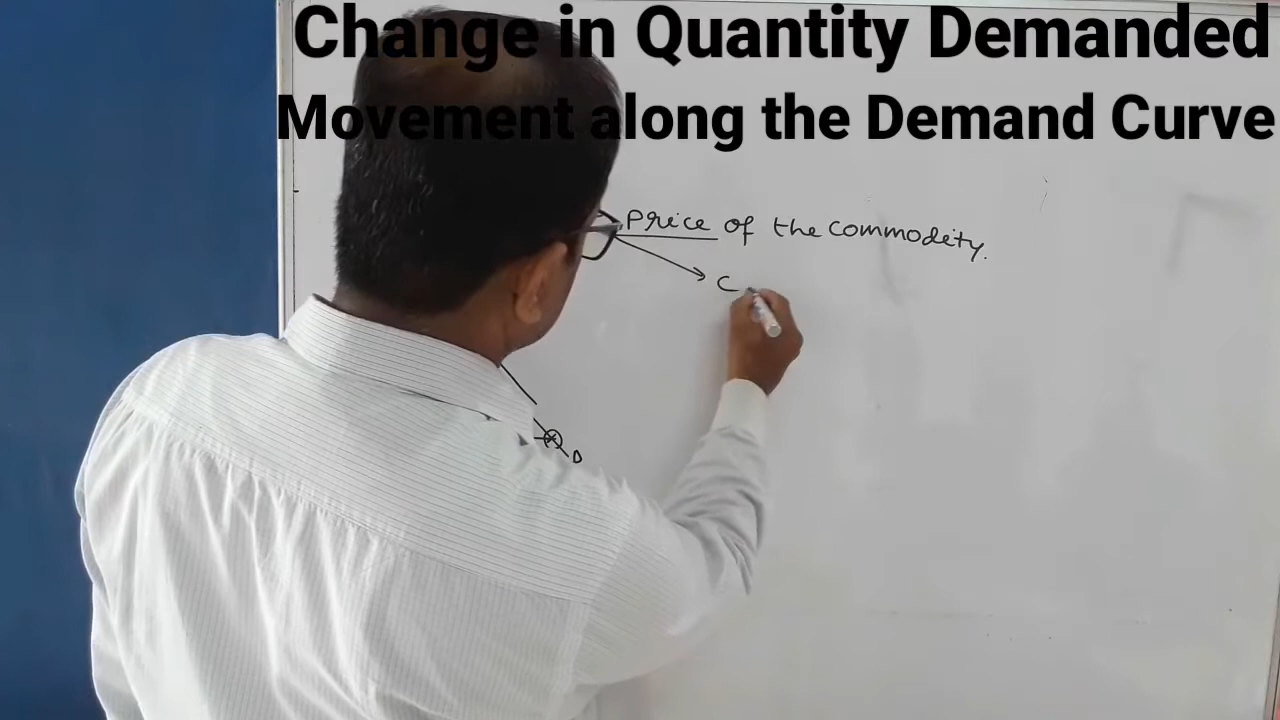 Change in Quantity Demanded
Movement along the Demand Curve
Price of the commodity.
C
D